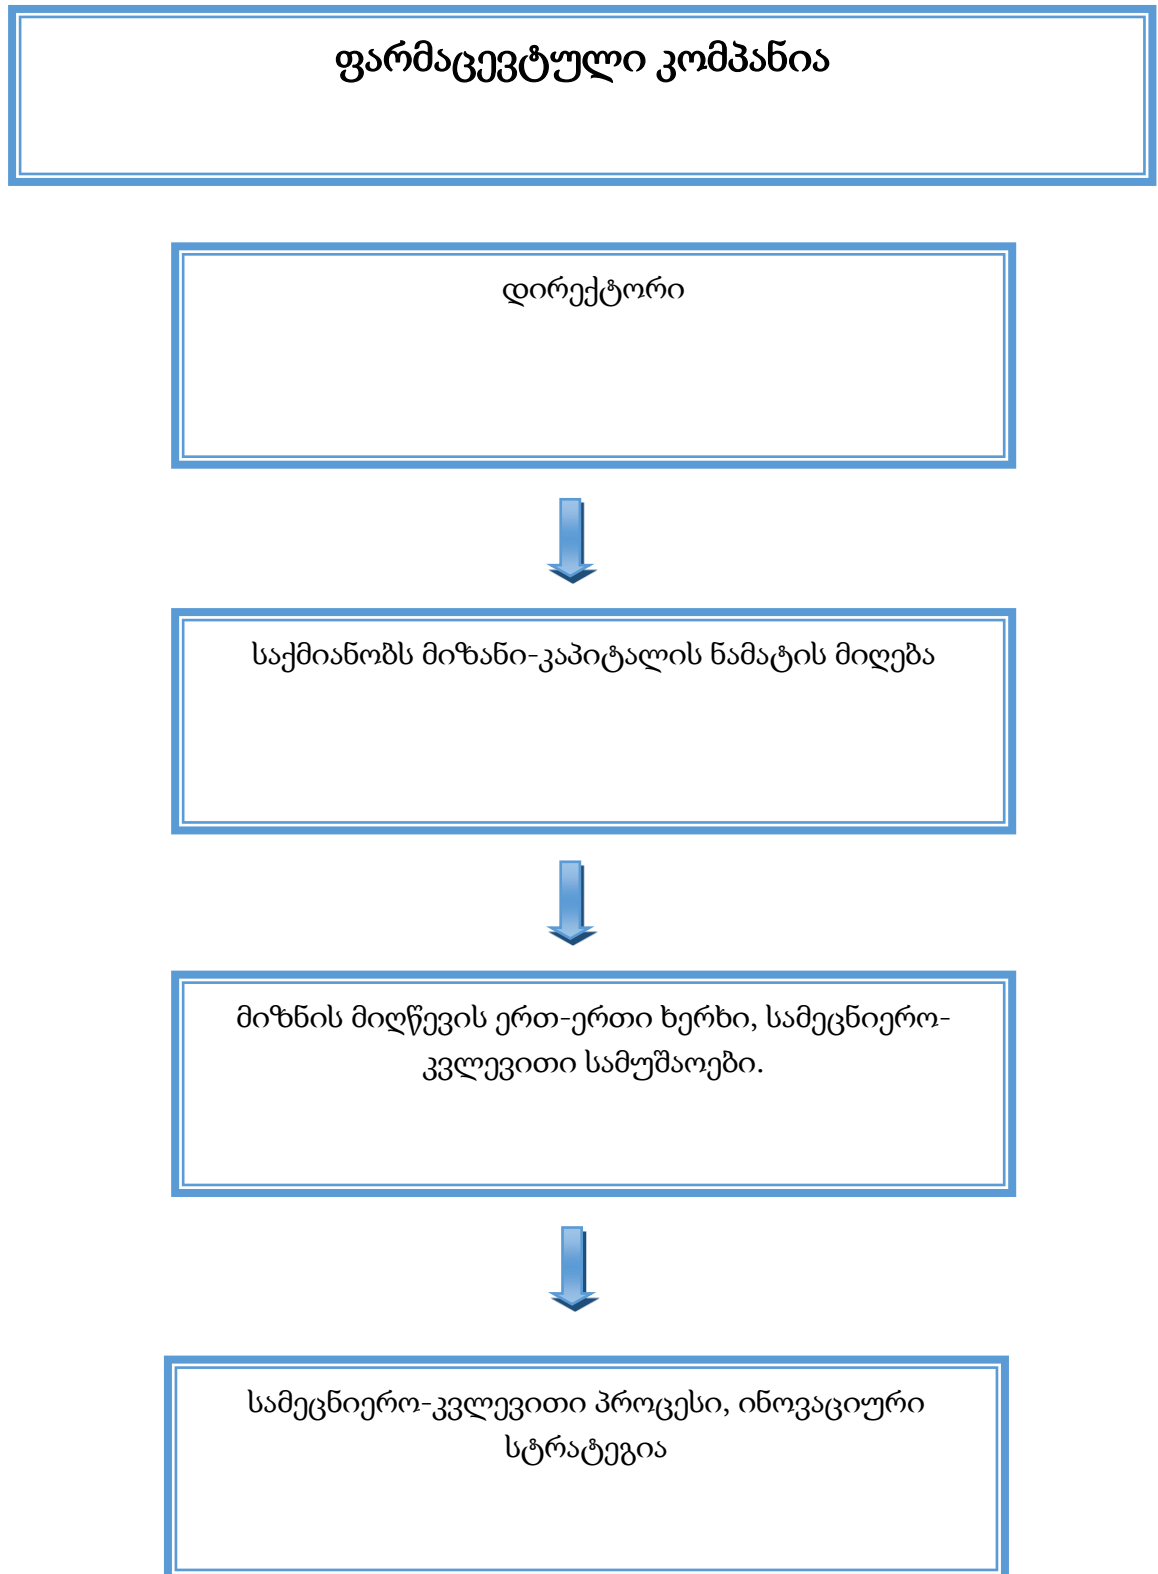 ფარმაცევტული კომპანია
დირექტორი
საქმიანობს მიზანი-კაპიტალის ნამატის მიღება
მიზნის მიღწევის ერთ-ერთი ხერხი, სამეცნიერო-
კვლევითი სამუშაოები.
სამეცნიერო-კვლევითი პროცესი, ინოვაციური
სტრატეგია